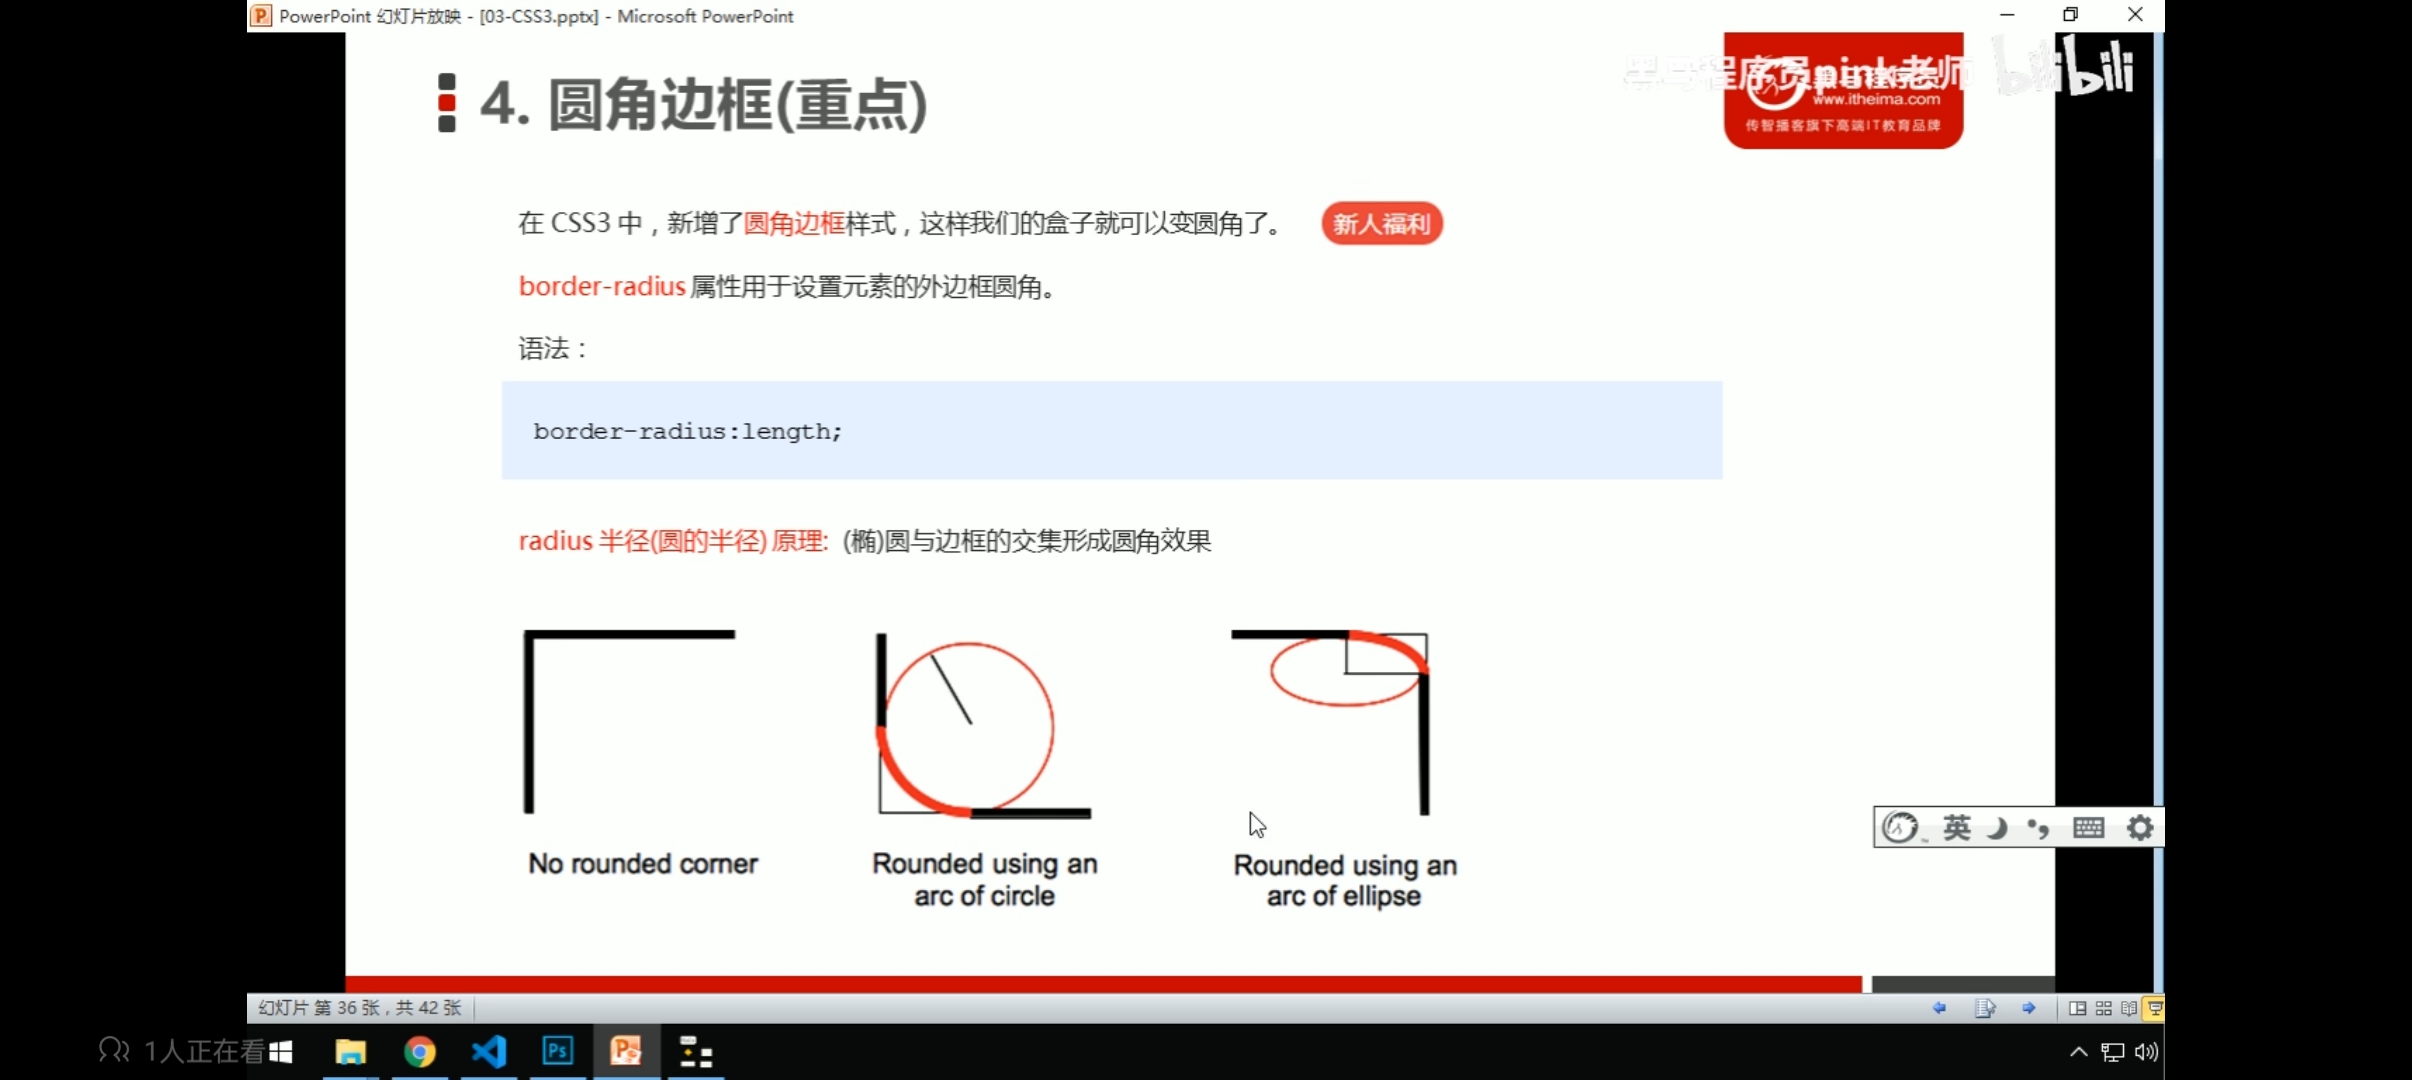 PowerPoint 幻灯片放映 - [03-CSS3.pptx] - Microsoft PowerPoint
4. 圆角边框(重点)
黑马程序员pink老师
bilibili
www.itheima.com
传智播客旗下高端IT教育品牌
在 CSS3 中，新增了圆角边框样式，这样我们的盒子就可以变圆角了。
新人福利
border-radius 属性用于设置元素的外边框圆角。
语法：
border-radius:length;
radius 半径(圆的半径) 原理: (椭)圆与边框的交集形成圆角效果
No rounded corner
Rounded using an
arc of circle
Rounded using an
arc of ellipse
英
幻灯片 第 36 张，共 42 张
1人正在看
Ps